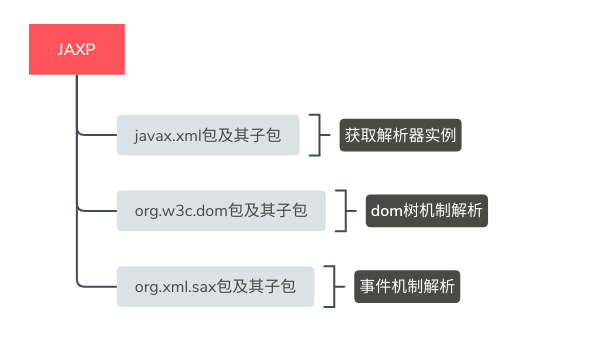 JAXP
javax.xml包及其子包
获取解析器实例
org.w3c.dom包及其子包
dom树机制解析
org.xml.sax包及其子包
事件机制解析